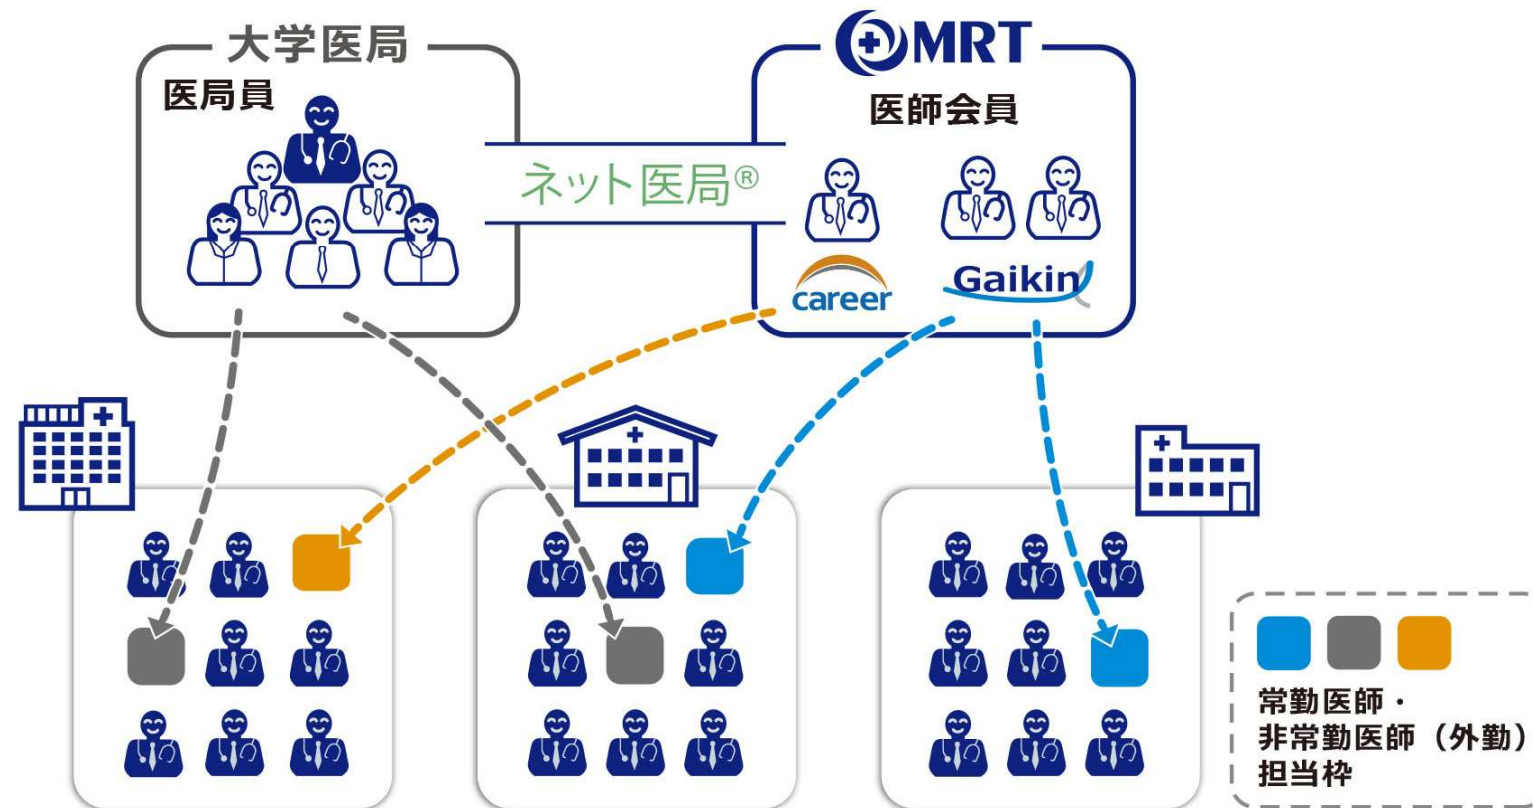 大学医局
医局員
MRT
医師会員
ネット医局®
career
Gaikin
常勤医師・
非常勤医師（外勤）
担当枠